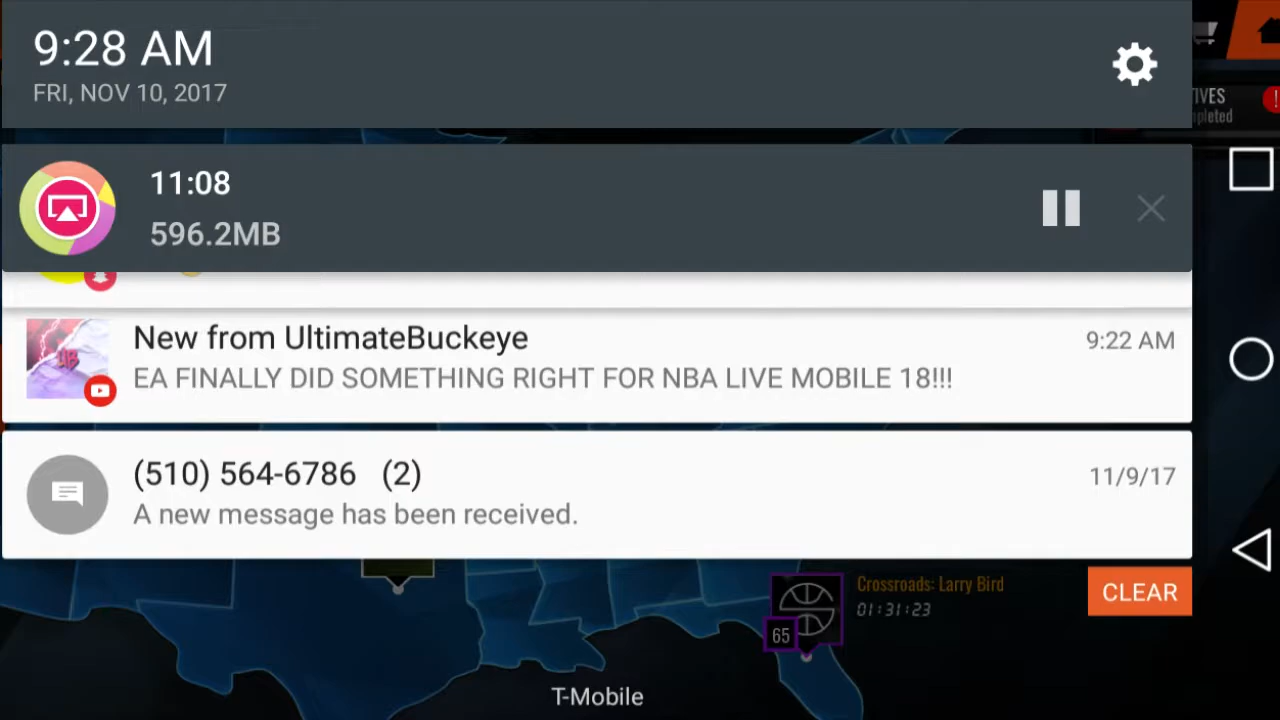 9:28 AM
FRI, NOV 10, 2017
11:08
596.2MB
New from UltimateBuckeye
9:22 AM
EA FINALLY DID SOMETHING RIGHT FOR NBA LIVE MOBILE 18!!!
UB
(510) 564-6786 (2)
11/9/17
A new message has been received.
Crossroads: Larry Bird
01:31:23
65
CLEAR
T-Mobile